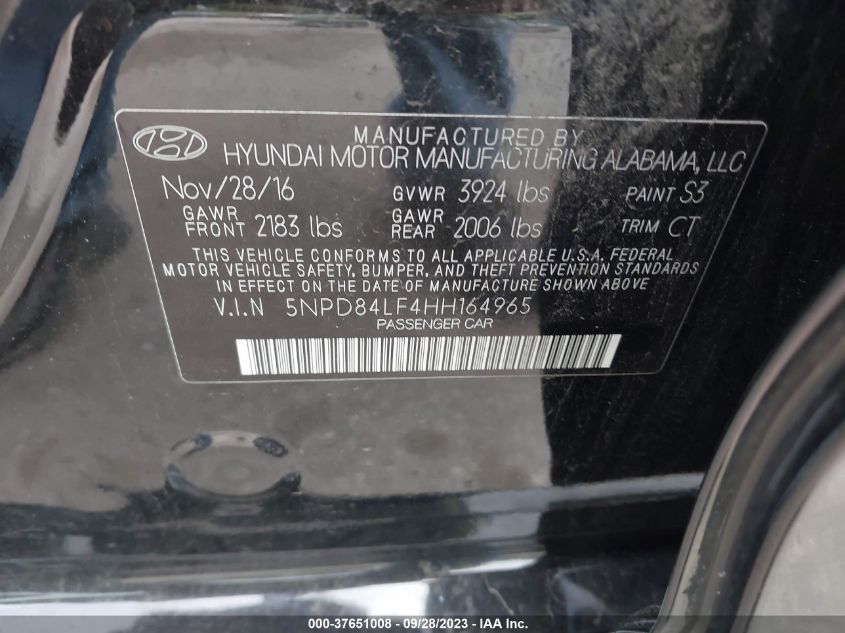 MANUFACTURED BY
HYUNDAI MOTOR MANUFACTURING ALABAMA, LLC
Nov/28/16 GVWR 3924 lbs PAINT S3
GAWR FRONT 2183 lbs GAWR REAR 2006 lbs TRIM CT
THIS VEHICLE CONFORMS TO ALL APPLICABLE U.S.A. FEDERAL
MOTOR VEHICLE SAFETY, BUMPER, AND THEFT PREVENTION STANDARDS
IN EFFECT ON THE DATE OF MANUFACTURE SHOWN ABOVE
V.I.N 5NPD84LF4HH164965
PASSENGER CAR
000-37651008 - 09/28/2023 - IAA Inc.